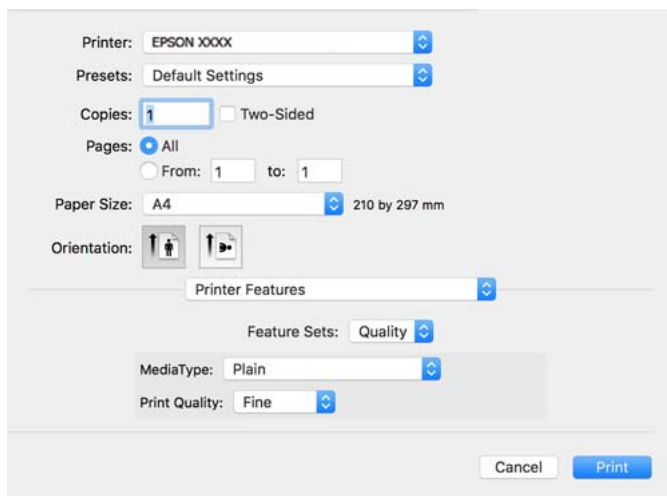 Printer: EPSON XXXX
Presets: Default Settings
Copies: 1 Two-Sided
Pages: All
From: 1 to: 1
Paper Size: A4 210 by 297 mm
Orientation:
Printer Features
Feature Sets: Quality
MediaType: Plain
Print Quality: Fine
Cancel Print